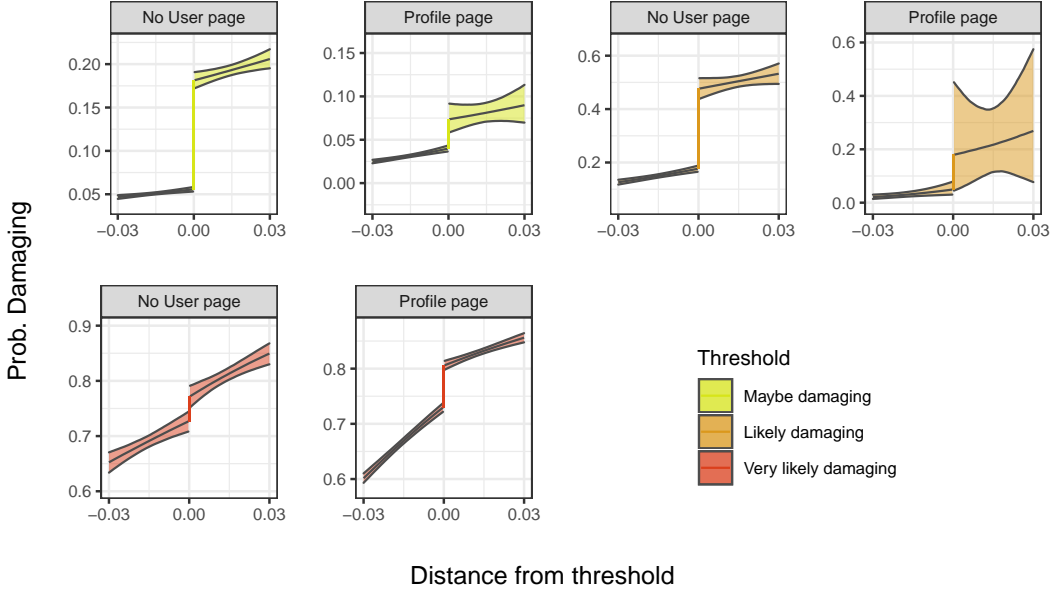 No User page
Profile page
No User page
Profile page
0.20
0.15
0.10
0.05
−0.03 0.00 0.03
0.15
0.10
0.05
0.00
−0.03 0.00 0.03
0.6
0.4
0.2
−0.03 0.00 0.03
0.6
0.4
0.2
0.0
−0.03 0.00 0.03
Prob. Damaging
No User page
Profile page
0.9
0.8
0.7
0.6
−0.03 0.00 0.03
0.8
0.7
0.6
−0.03 0.00 0.03
Threshold
Maybe damaging
Likely damaging
Very likely damaging
Distance from threshold